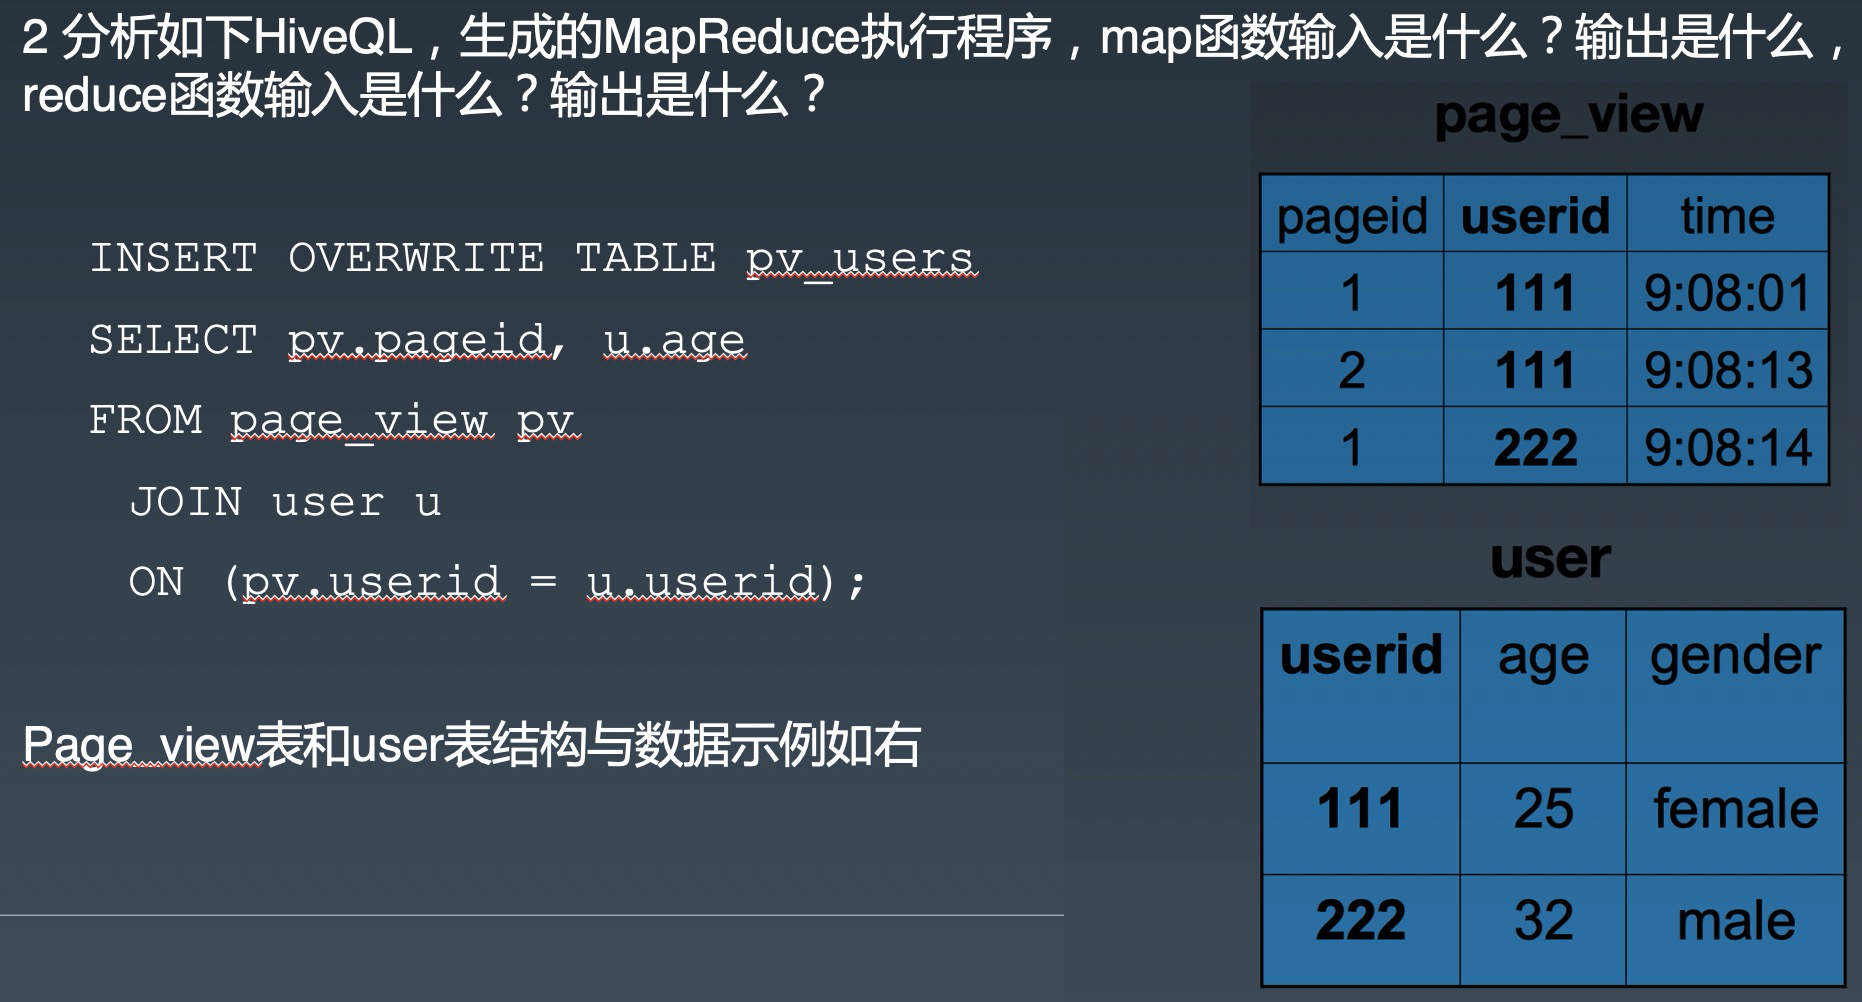 2 分析如下HiveQL，生成的MapReduce执行程序，map函数输入是什么？输出是什么，
reduce函数输入是什么？输出是什么？
INSERT OVERWRITE TABLE pv_users
SELECT pv.pageid, u.age
FROM page_view pv
JOIN user u
ON (pv.userid = u.userid);
Page_view表和user表结构与数据示例如右
page_view
pageid userid time
1 111 9:08:01
2 111 9:08:13
1 222 9:08:14
user
userid age gender
111 25 female
222 32 male